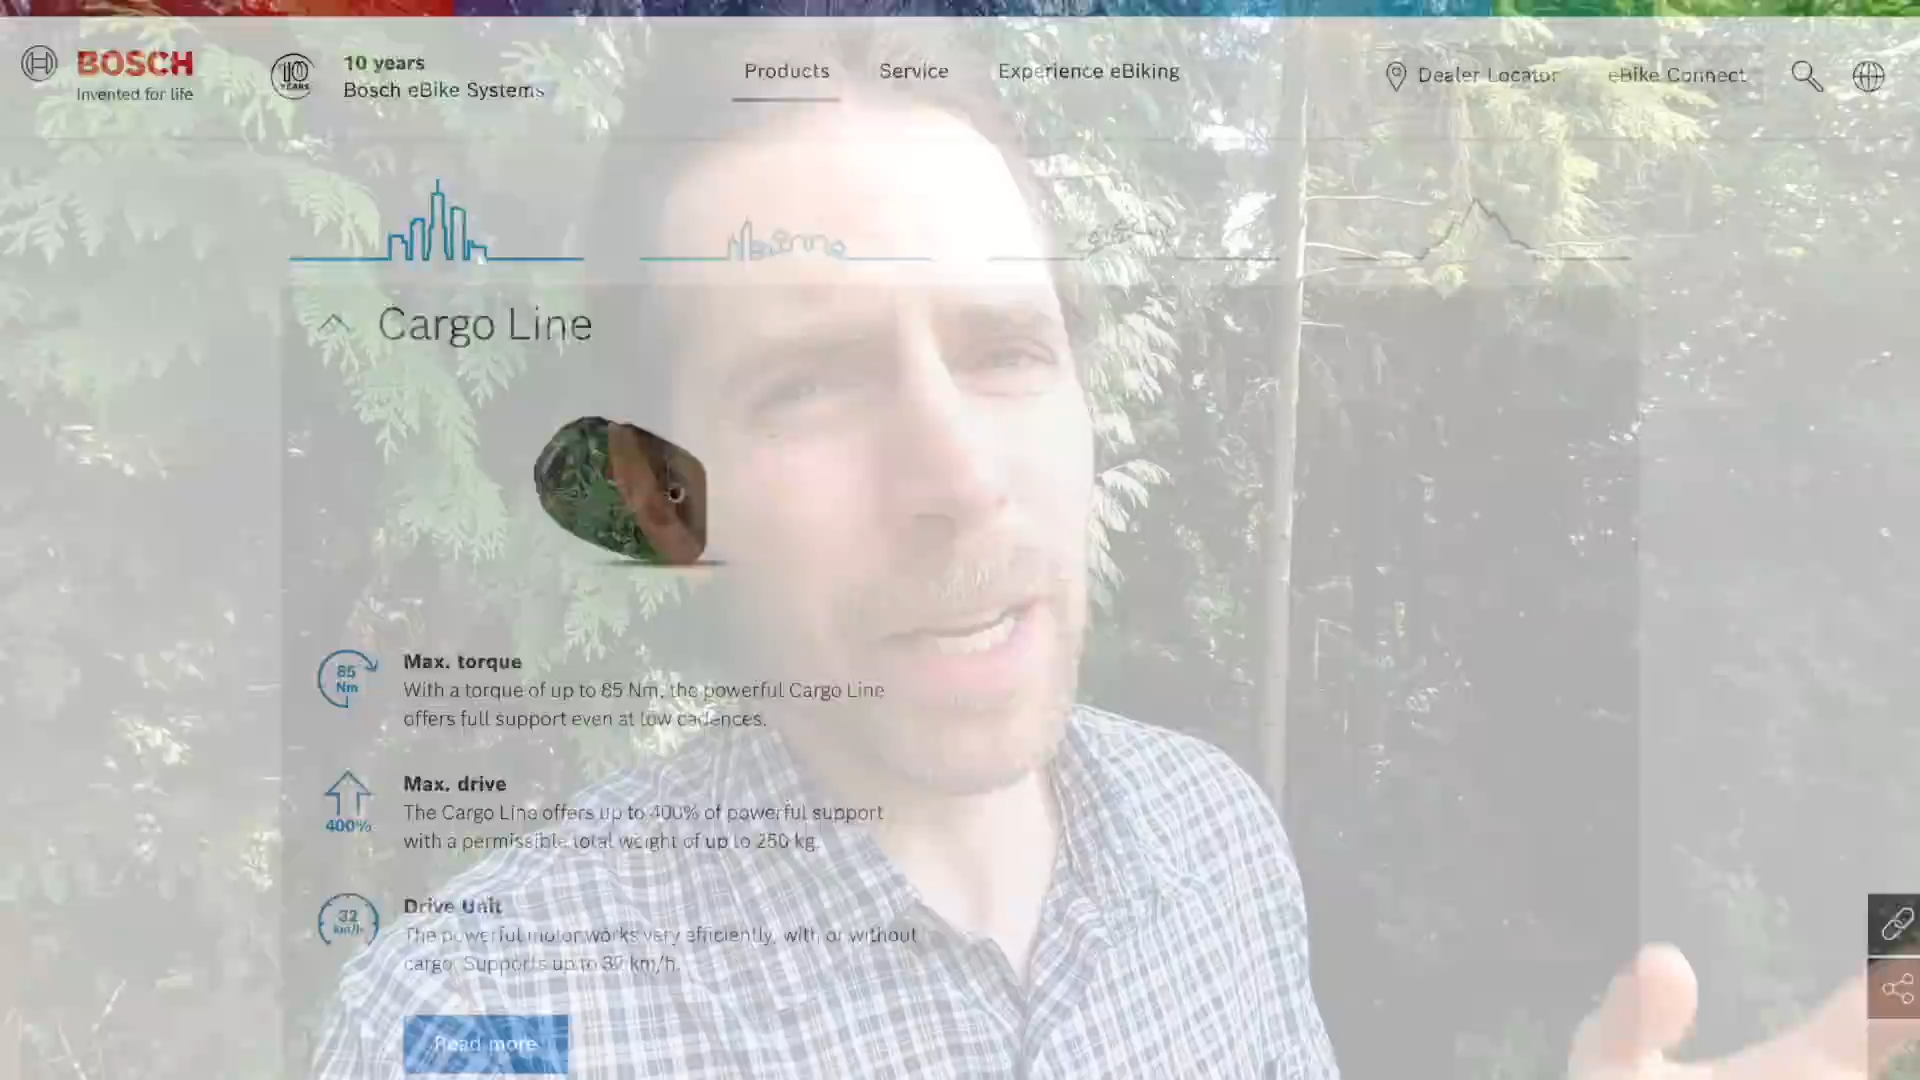 BOSCH
Invented for life
10 YEARS
10 years
Bosch eBike Systems
Products
Service
Experience eBiking
Dealer Locator
eBike Connect
Cargo Line
85 Nm
Max. torque
With a torque of up to 85 Nm, the powerful Cargo Line
offers full support even at low cadences.
400%
Max. drive
The Cargo Line offers up to 400% of powerful support
with a permissible total weight of up to 250 kg.
32 km/h
Drive Unit
The powerful motor works very efficiently, with or without
cargo. Supports up to 32 km/h.
Read more